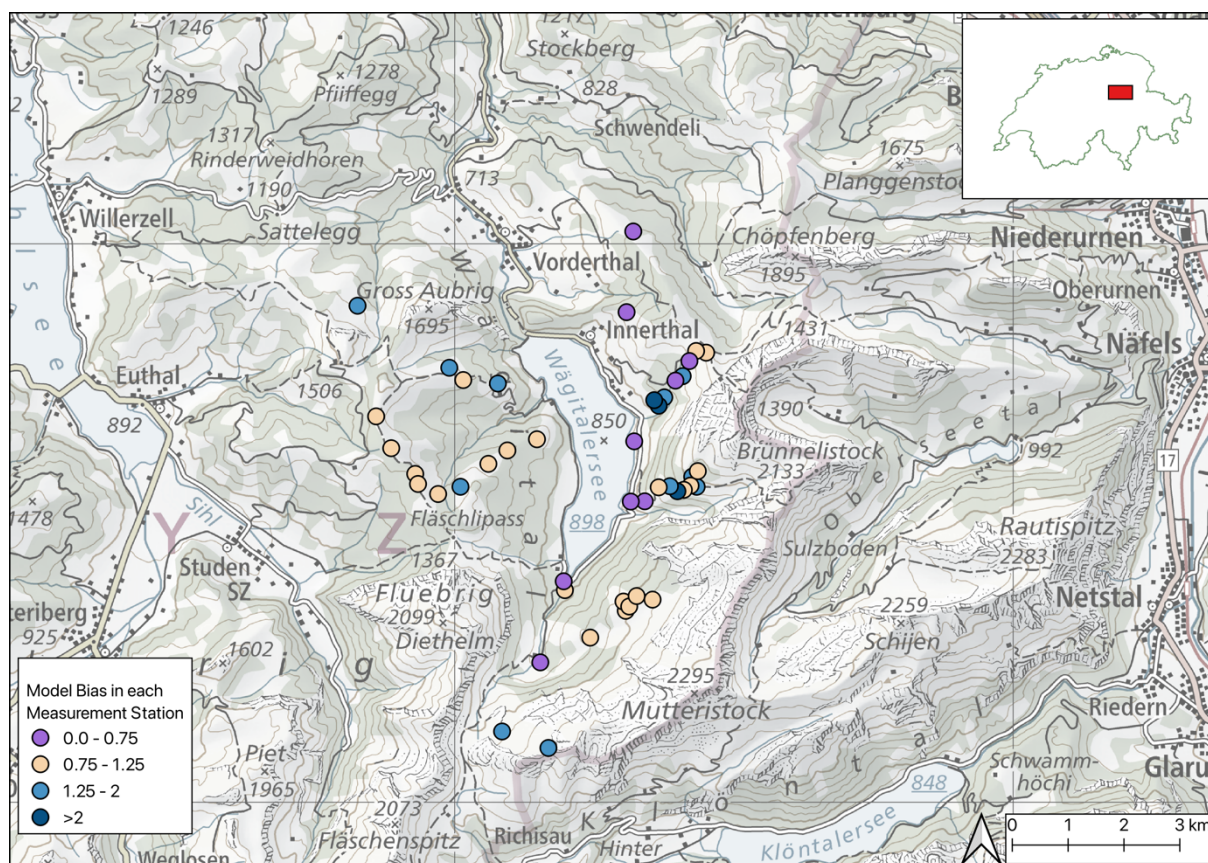 1246
Stockberg
1278
Pfiiffegg
828
1289
Schwendeli
1317
Rinderweidhören
1675
1190
713
Planggenstoc
Willerzell
Sattelegg
Chöpfenberg
Niederurnen
Vorderthal
1895
Oberurnen
Gross Aubrig
1695
Innerthal
1431
Näfels
Euthal
1506
Wägitalersee
850
1390
892
Brünnelistock
2133
992
17
Sihl
1478
Y
Z
Fläschlipass
898
Rautispitz
2283
Sulzboden
Studen
SZ
1367
Fluebrig
2099
Diethelm
2259
Schijen
Netstal
teriberg
925
1602
2295
Mutteristock
Riedern
Model Bias in each
Measurement Station
0.0 - 0.75
0.75 - 1.25
1.25 - 2
>2
Piet
1965
848
Schwamm-
höchi
Glaru
2073
Fläschenspitz
Richisau
Hinter
Klöntalersee
Weglosen
0 1 2 3 km